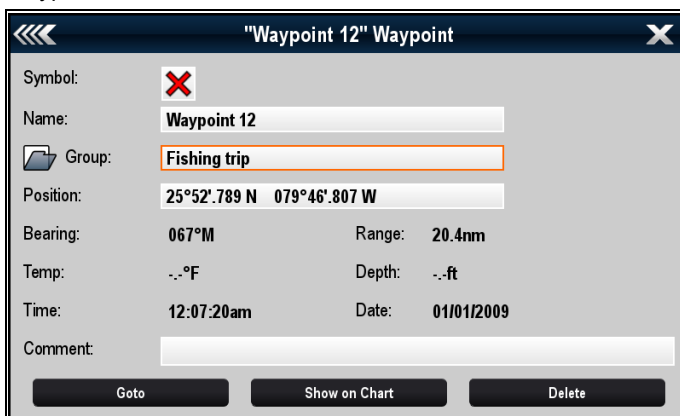 "Waypoint 12" Waypoint
Symbol:
Name: Waypoint 12
Group: Fishing trip
Position: 25°52'.789 N 079°46'.807 W
Bearing: 067°M Range: 20.4nm
Temp: -.-°F Depth: -.-ft
Time: 12:07:20am Date: 01/01/2009
Comment:
Goto Show on Chart Delete